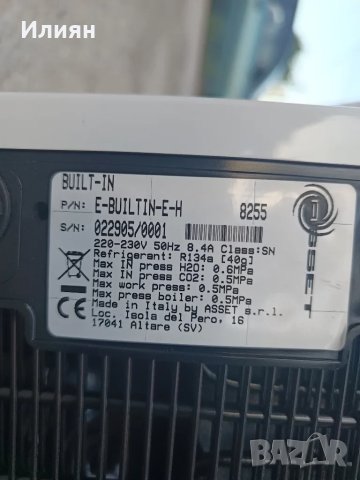 Илиян
BUILT-IN
P/N: E-BUILTIN-E-H 8255
S/N: 022905/0001
220-230V 50Hz 8.4A Class:SN
Refrigerant: R134a [40g]
Max IN press H2O: 0.6MPa
Max IN press CO2: 0.5MPa
Max work press: 0.5MPa
Max press boiler: 0.5MPa
Made in Italy by ASSET s.r.l.
Loc. Isola del Pero, 16
17041 Altare (SV)
ASSET
CE
BAZAR
bg